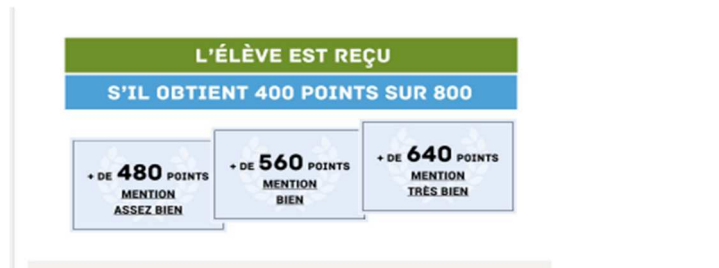 L'ÉLÈVE EST REÇU
S'IL OBTIENT 400 POINTS SUR 800
+ DE 480 POINTS
MENTION
ASSEZ BIEN
+ DE 560 POINTS
MENTION
BIEN
+ DE 640 POINTS
MENTION
TRÈS BIEN